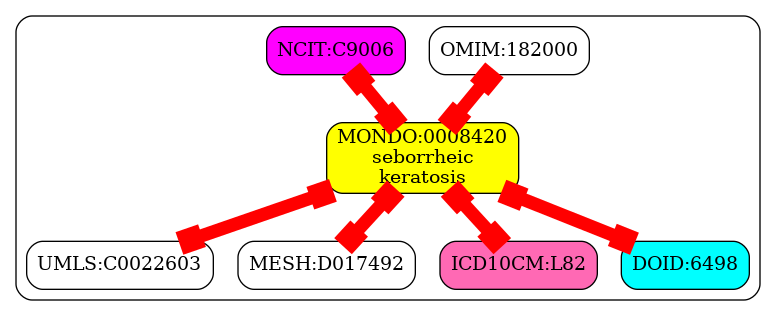 NCIT:C9006
OMIM:182000
MONDO:0008420
seborrheic
keratosis
UMLS:C0022603
MESH:D017492
ICD10CM:L82
DOID:6498